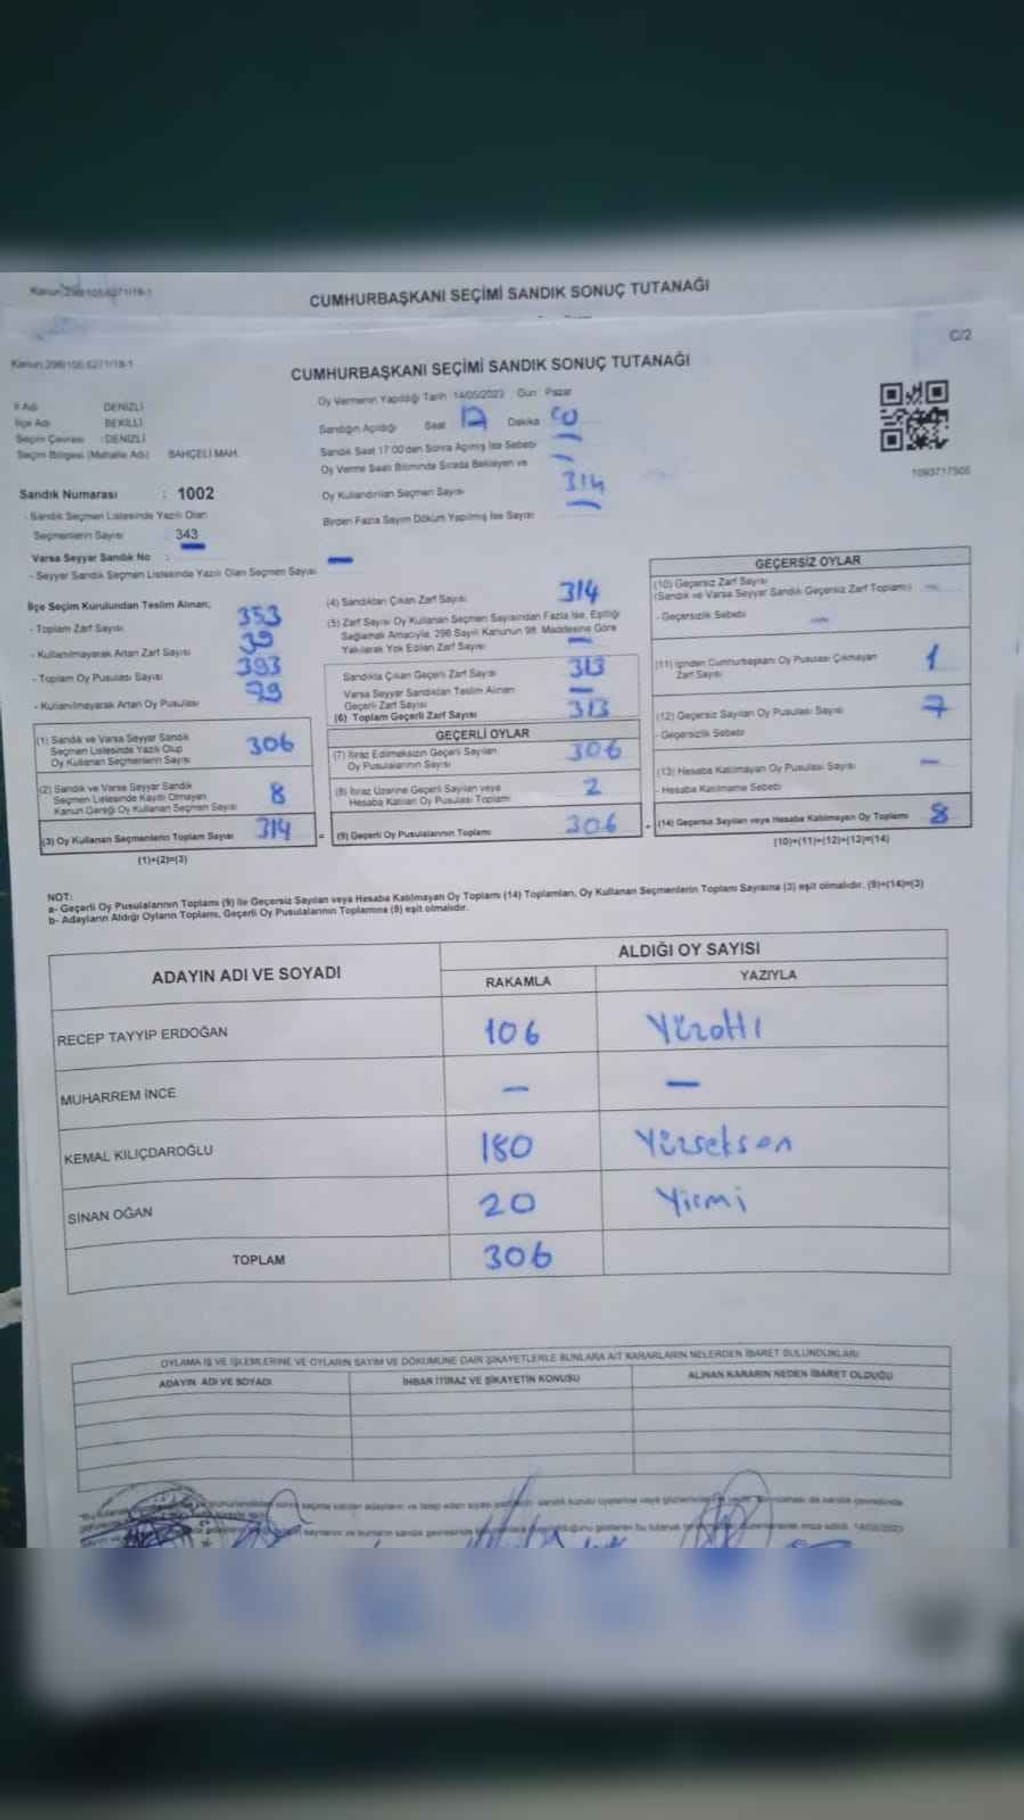 CUMHURBAŞKANI SEÇİMİ SANDIK SONUÇ TUTANAĞI
C/2
CUMHURBAŞKANI SEÇİMİ SANDIK SONUÇ TUTANAĞI
İl Adı DENİZLİ
İlçe Adı BEKİLLİ
Seçim Çevresi : DENİZLİ
Seçim Bölgesi (Mahalle Adı) BAHÇELİ MAH.
Sandık Numarası : 1002
- Sandık Seçmen Listesinde Yazılı Olan
Seçmenlerin Sayısı 343
Varsa Seyyar Sandık No :
- Seyyar Sandık Seçmen Listesinde Yazılı Olan Seçmen Sayısı —
Oy Vermenin Yapıldığı Tarih 14/05/2023 Gün Pazar
Sandığın Açıldığı Saat 17 Dakika
Sandık Saat 17:00'den Sonra Açılmış İse Sebebi —
Oy Verme Saati Bitiminde Sırada Bekleyen ve —
Oy Kullandırılan Seçmen Sayısı 314
Birden Fazla Sayım Döküm Yapılmış İse Sayısı —
1093717505
İlçe Seçim Kurulundan Teslim Alınan;
- Toplam Zarf Sayısı 353
- Kullanılmayarak Artan Zarf Sayısı 39
- Toplam Oy Pusulası Sayısı 393
- Kullanılmayarak Artan Oy Pusulası 79
(1) Sandık ve Varsa Seyyar Sandık
Seçmen Listesinde Yazılı Olup
Oy Kullanan Seçmenlerin Sayısı 306
(2) Sandık ve Varsa Seyyar Sandık
Seçmen Listesinde Kayıtlı Olmayan
Kanun Gereği Oy Kullanan Seçmen Sayısı 8
(3) Oy Kullanan Seçmenlerin Toplam Sayısı 314
(1)+(2)=(3)
(4) Sandıktan Çıkan Zarf Sayısı 314
(5) Zarf Sayısı Oy Kullanan Seçmen Sayısından Fazla İse, Eşitliği
Sağlamak Amacıyla, 298 Sayılı Kanunun 98. Maddesine Göre
Yakılarak Yok Edilen Zarf Sayısı —
Sandıkta Çıkan Geçerli Zarf Sayısı 313
Varsa Seyyar Sandıktan Teslim Alınan
Geçerli Zarf Sayısı —
(6) Toplam Geçerli Zarf Sayısı 313
GEÇERLİ OYLAR
(7) İtiraz Edilmeksizin Geçerli Sayılan
Oy Pusulalarının Sayısı 306
(8) İtiraz Üzerine Geçerli Sayılan veya
Hesaba Katılan Oy Pusulası Toplamı
= (9) Geçerli Oy Pusulalarının Toplamı 306
GEÇERSİZ OYLAR
(10) Geçersiz Zarf Sayısı
(Sandık ve Varsa Seyyar Sandık Geçersiz Zarf Toplamı) —
- Geçersizlik Sebebi —
(11) İçinden Cumhurbaşkanı Oy Pusulası Çıkmayan
Zarf Sayısı 1
(12) Geçersiz Sayılan Oy Pusulası Sayısı 7
- Geçersizlik Sebebi
(13) Hesaba Katılmayan Oy Pusulası Sayısı —
- Hesaba Katılmama Sebebi
+ (14) Geçersiz Sayılan veya Hesaba Katılmayan Oy Toplamı 8
(10)+(11)+(12)+(13)=(14)
NOT:
a- Geçerli Oy Pusulalarının Toplamı (9) ile Geçersiz Sayılan veya Hesaba Katılmayan Oy Toplamı (14) Toplamları, Oy Kullanan Seçmenlerin Toplam Sayısına (3) eşit olmalıdır. (9)+(14)=(3)
b- Adayların Aldığı Oyların Toplamı, Geçerli Oy Pusulalarının Toplamına (9) eşit olmalıdır.
ADAYIN ADI VE SOYADI
ALDIĞI OY SAYISI
RAKAMLA YAZIYLA
RECEP TAYYİP ERDOĞAN 106 Yüzaltı
MUHARREM İNCE — —
KEMAL KILIÇDAROĞLU 180 Yüzseksen
SİNAN OĞAN 20 Yirmi
TOPLAM 306
OYLAMA İŞ VE İŞLEMLERİNE VE OYLARIN SAYIM VE DÖKÜMÜNE DAİR ŞİKAYETLERLE BUNLARA AİT KARARLARIN NELERDEN İBARET BULUNDUKLARI
ADAYIN ADI VE SOYADI İHBAR İTİRAZ VE ŞİKAYETİN KONUSU ALINAN KARARIN NEDEN İBARET OLDUĞU